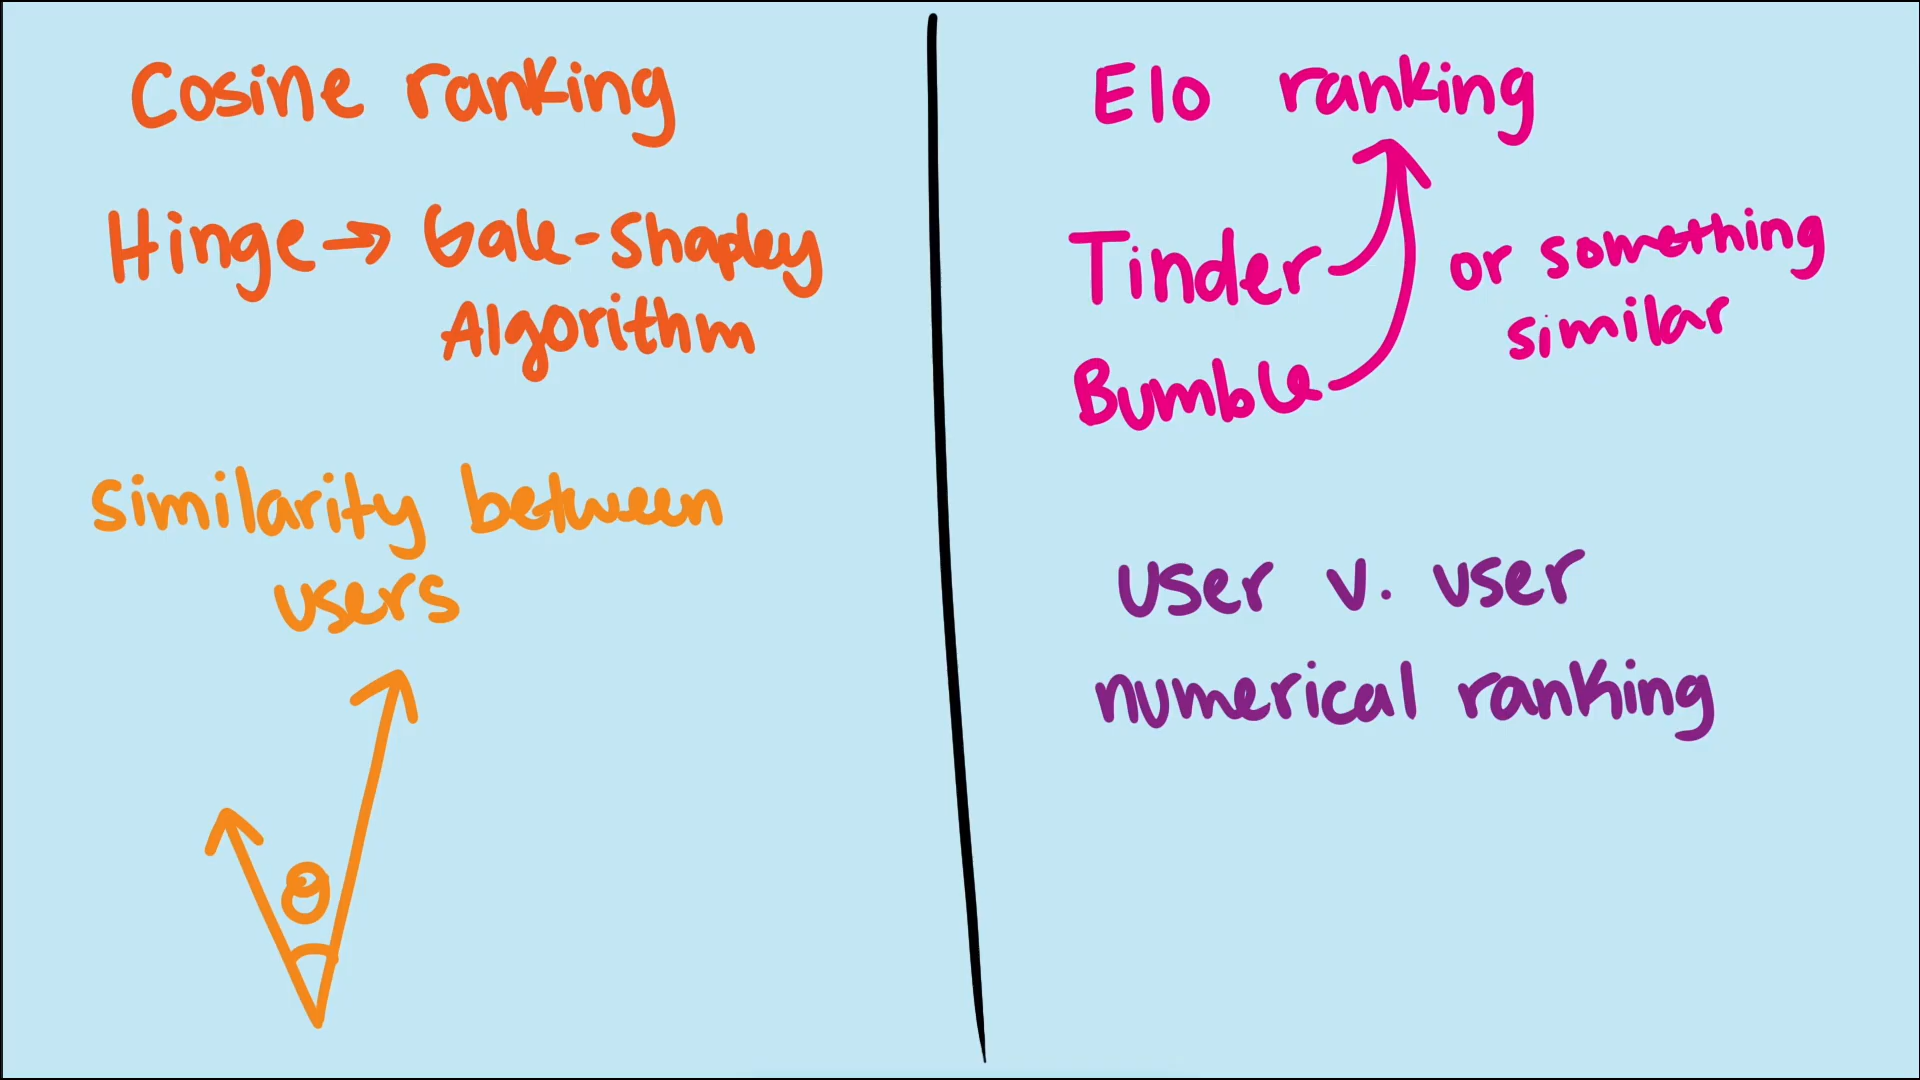 Cosine ranking
Hinge → Gale-Shapley
Algorithm
similarity between
users
θ
Elo ranking
Tinder
or something
similar
Bumble
user v. user
numerical ranking